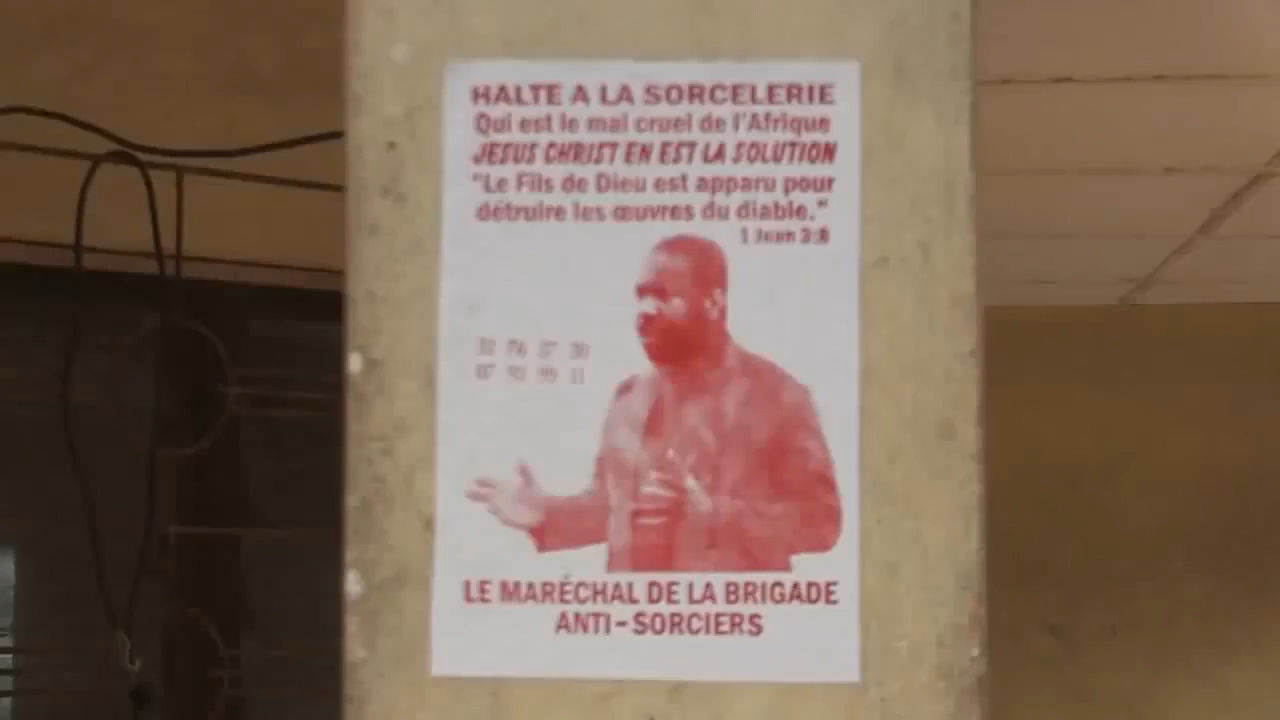 HALTE A LA SORCELERIE
Qui est le mal cruel de l'Afrique
JESUS CHRIST EN EST LA SOLUTION
"Le Fils de Dieu est apparu pour
détruire les œuvres du diable."
1 Jean 3:8
LE MARÉCHAL DE LA BRIGADE
ANTI-SORCIERS